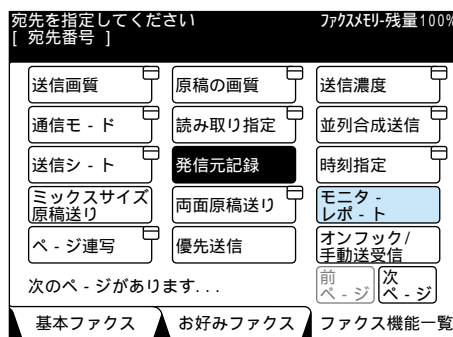 宛先を指定してください ﾌｧｸｽﾒﾓﾘ-残量100%
[ 宛先番号 ]
送信画質 原稿の画質 送信濃度
通信モ - ド 読み取り指定 並列合成送信
送信シ - ト 発信元記録 時刻指定
ミックスサイズ
原稿送り
両面原稿送り
モニタ -
レポ - ト
ペ - ジ連写 優先送信
オンフック/
手動送受信
次のペ - ジがあります...
前
ペ - ジ
次
ペ - ジ
基本ファクス お好みファクス ファクス機能一覧